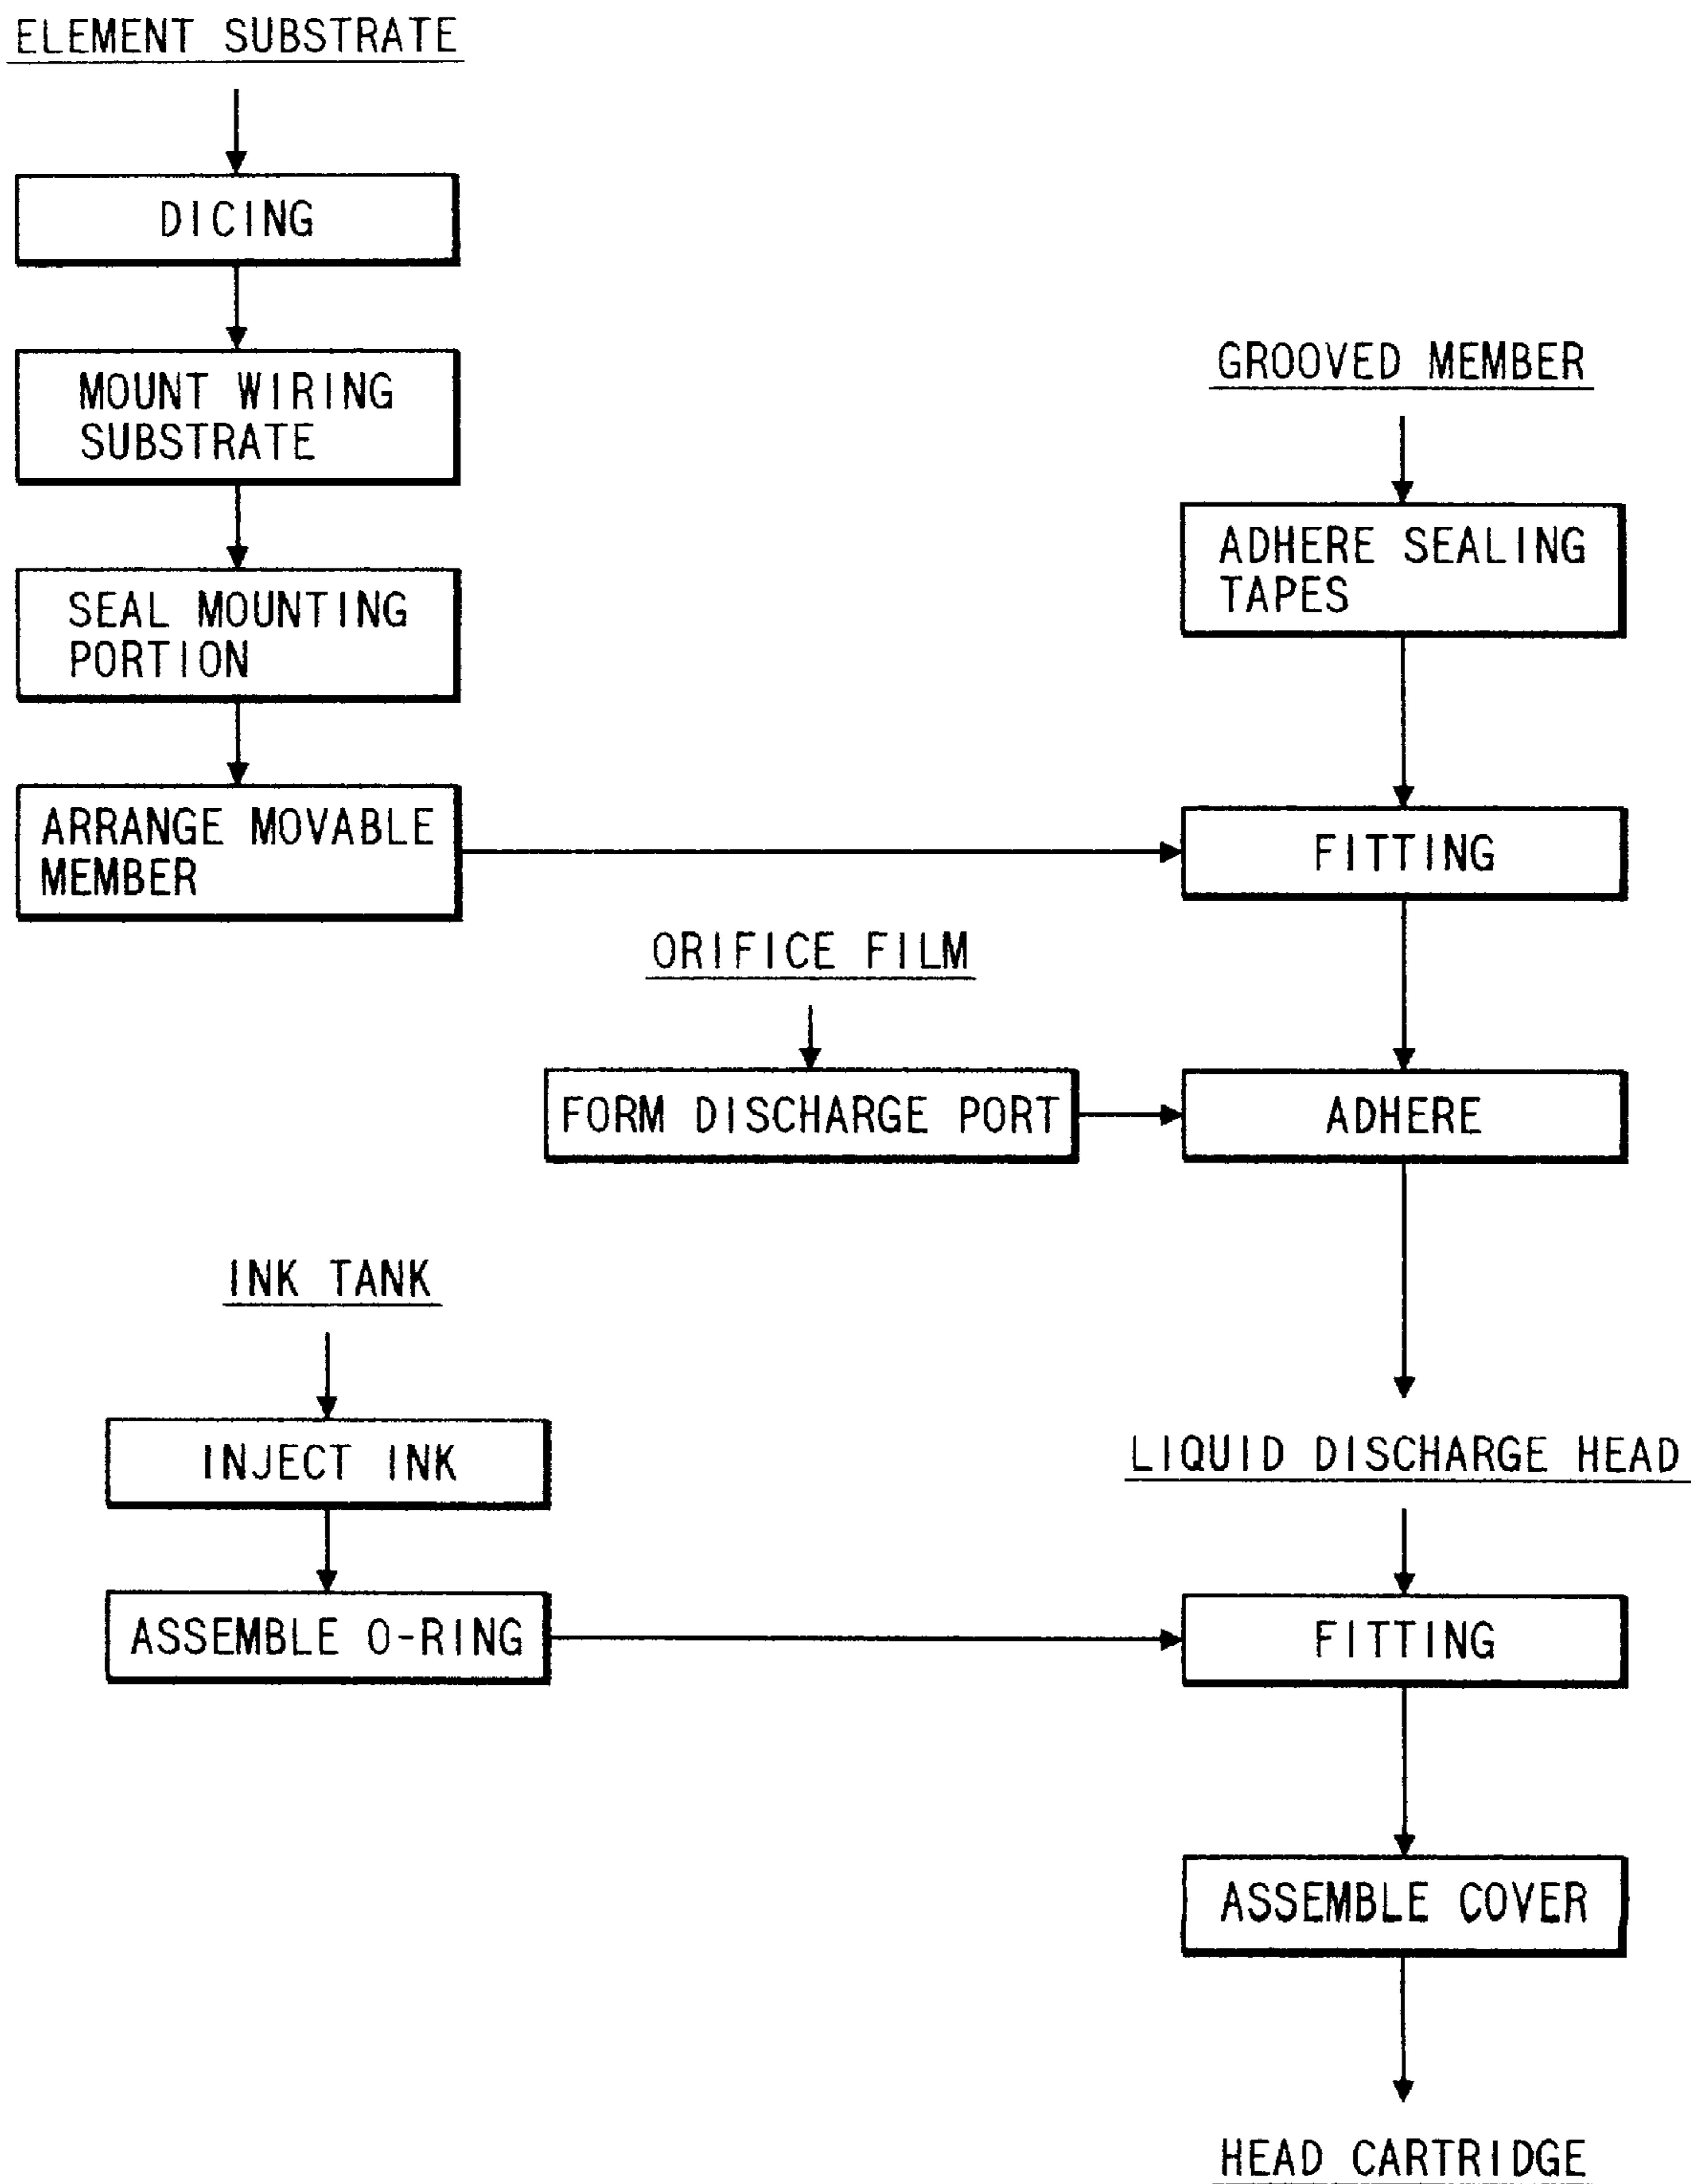 ELEMENT SUBSTRATE
DICING
MOUNT WIRING
SUBSTRATE
SEAL MOUNTING
PORTION
ARRANGE MOVABLE
MEMBER
GROOVED MEMBER
ADHERE SEALING
TAPES
FITTING
ORIFICE FILM
FORM DISCHARGE PORT
ADHERE
INK TANK
INJECT INK
ASSEMBLE O-RING
LIQUID DISCHARGE HEAD
FITTING
ASSEMBLE COVER
HEAD CARTRIDGE